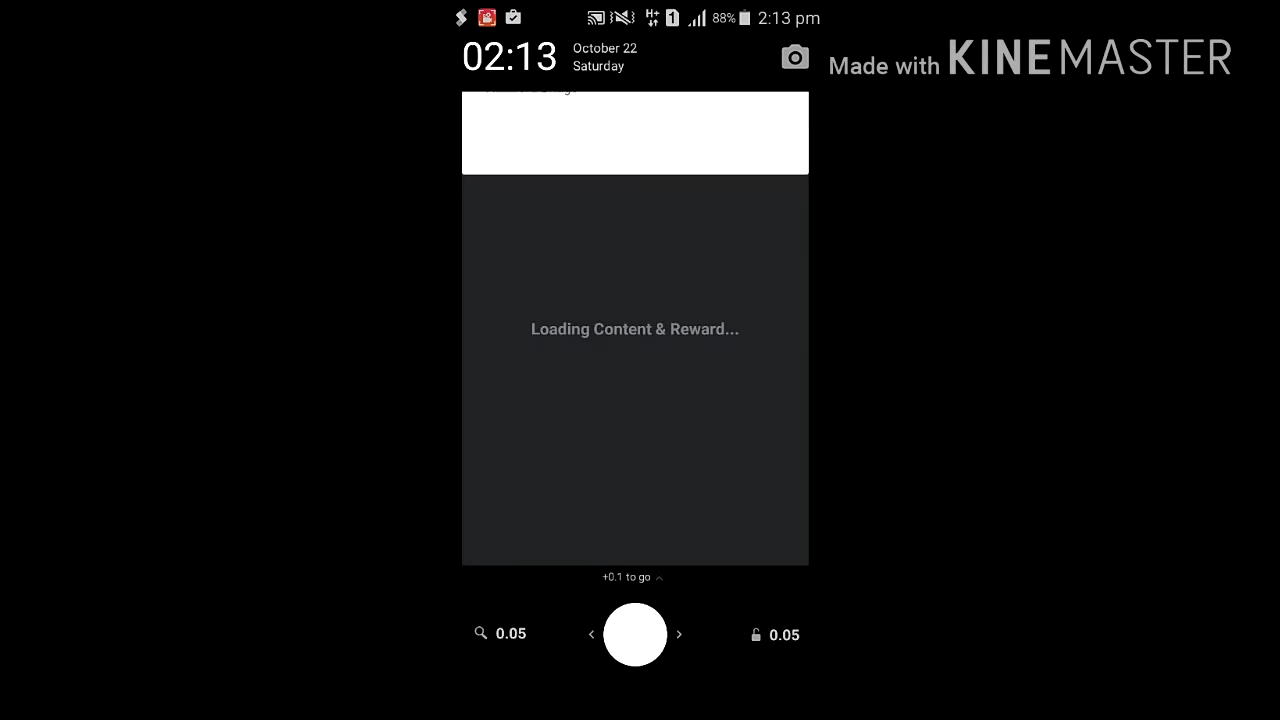 88% 2:13 pm
02:13
October 22
Saturday
Made with KINEMASTER
Loading Content & Reward...
+0.1 to go
0.05
0.05